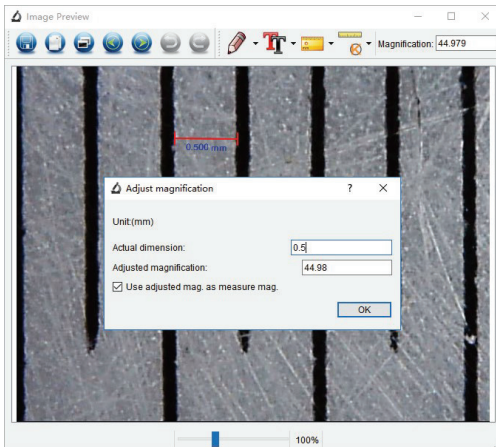 Image Preview
Magnification: 44.979
0.500 mm
Adjust magnification
Unit:(mm)
Actual dimension: 0.5
Adjusted magnification: 44.98
Use adjusted mag. as measure mag.
OK
100%